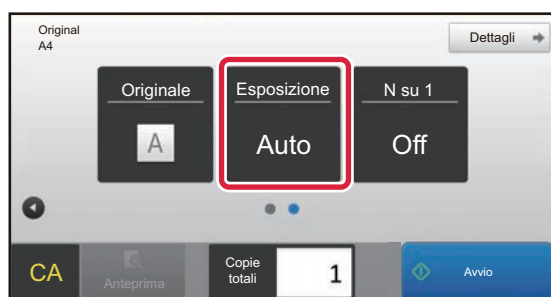 Original
A4
Dettagli
Originale
Esposizione
N su 1
A
Auto
Off
CA
Anteprima
Copie
totali
1
Avvio